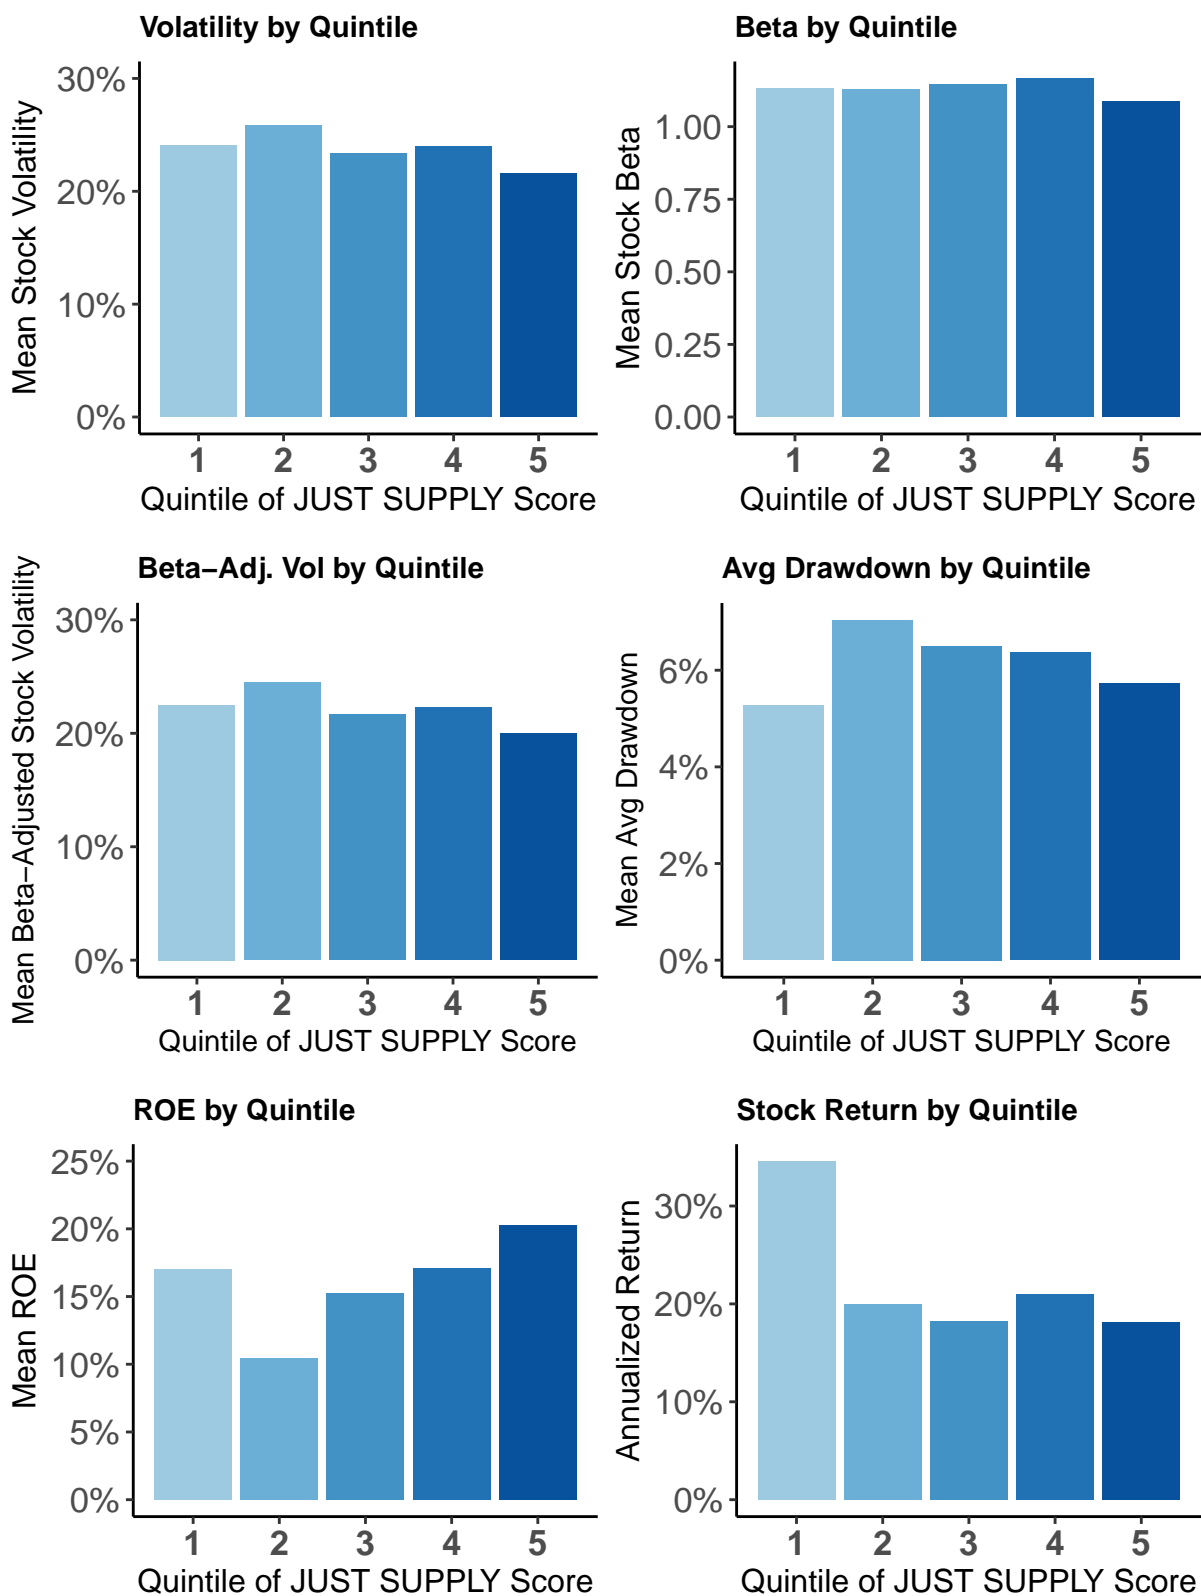 Volatility by Quintile
Mean Stock Volatility
30%
20%
10%
0%
1 2 3 4 5
Quintile of JUST SUPPLY Score
Beta by Quintile
Mean Stock Beta
1.00
0.75
0.50
0.25
0.00
1 2 3 4 5
Quintile of JUST SUPPLY Score
Beta−Adj. Vol by Quintile
Mean Beta−Adjusted Stock Volatility
30%
20%
10%
0%
1 2 3 4 5
Quintile of JUST SUPPLY Score
Avg Drawdown by Quintile
Mean Avg Drawdown
6%
4%
2%
0%
1 2 3 4 5
Quintile of JUST SUPPLY Score
ROE by Quintile
Mean ROE
25%
20%
15%
10%
5%
0%
1 2 3 4 5
Quintile of JUST SUPPLY Score
Stock Return by Quintile
Annualized Return
30%
20%
10%
0%
1 2 3 4 5
Quintile of JUST SUPPLY Score